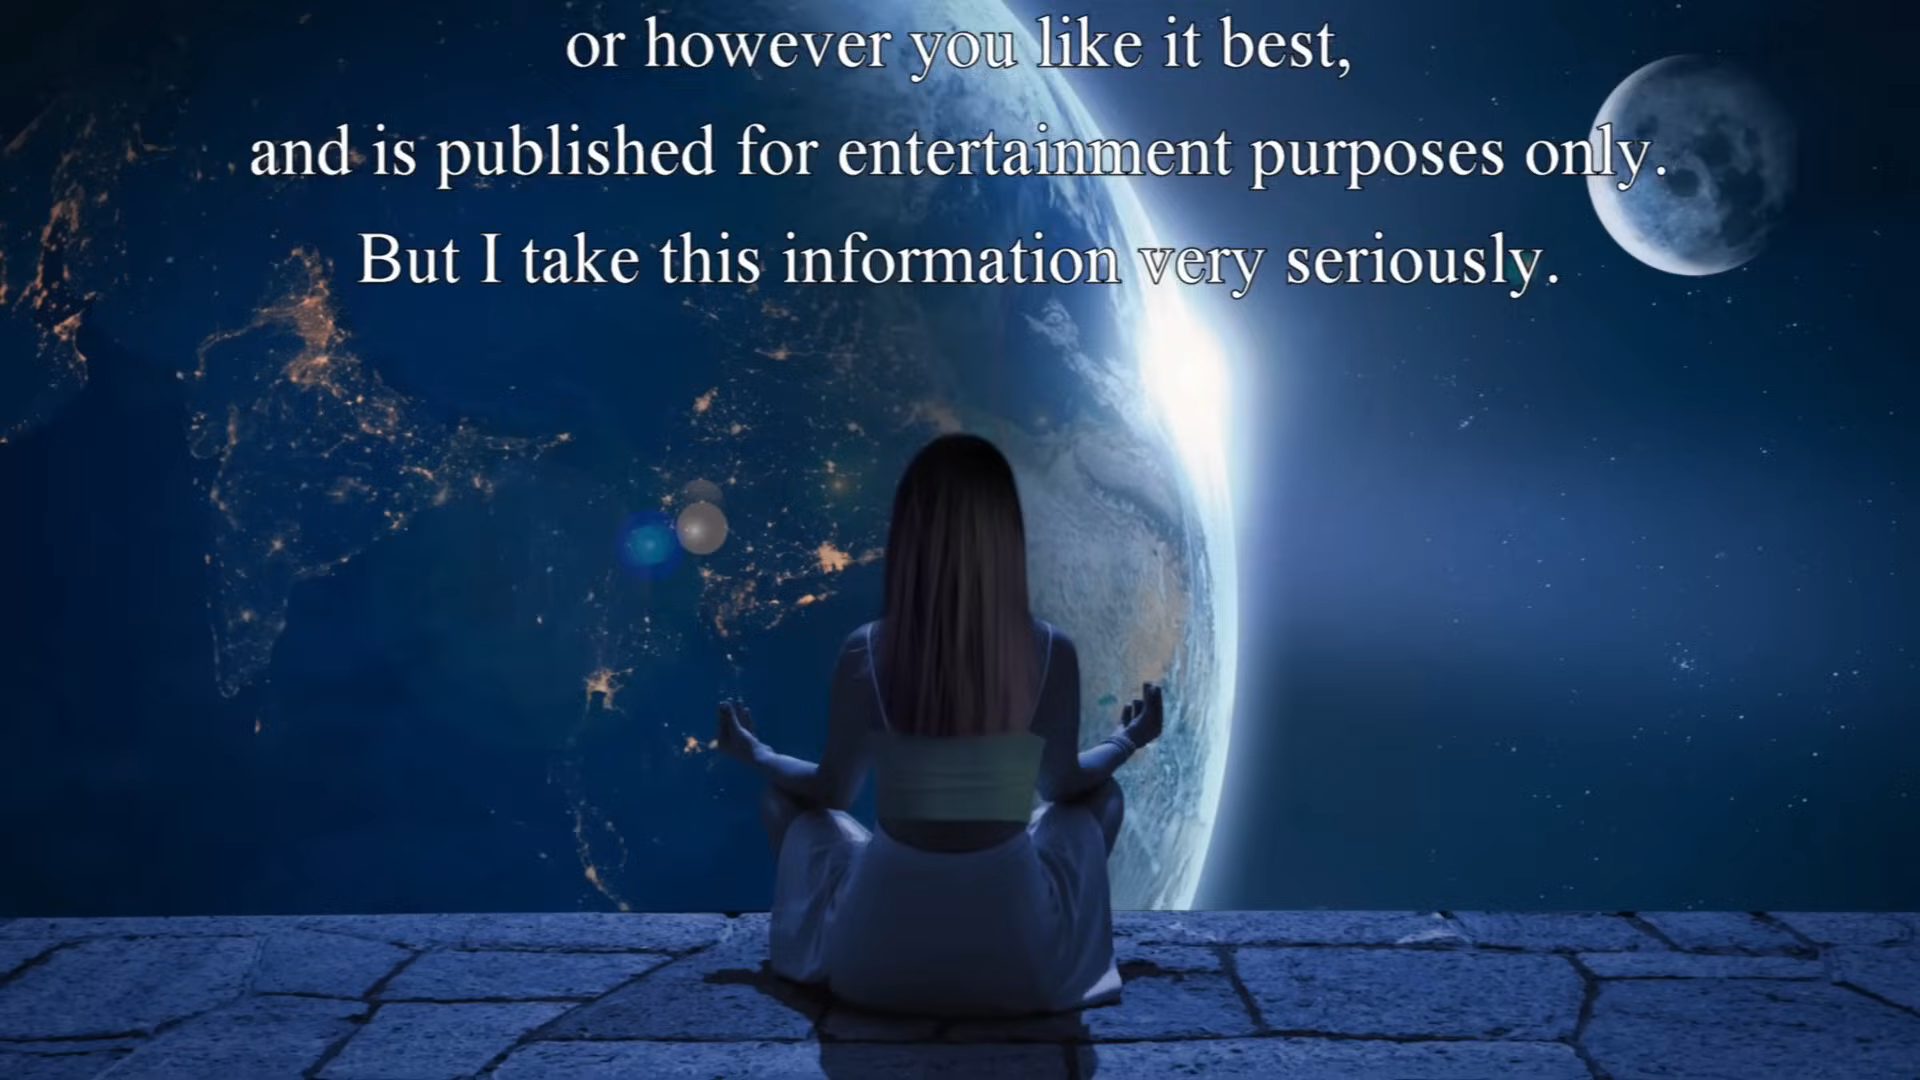 or however you like it best,
and is published for entertainment purposes only.
But I take this information very seriously.